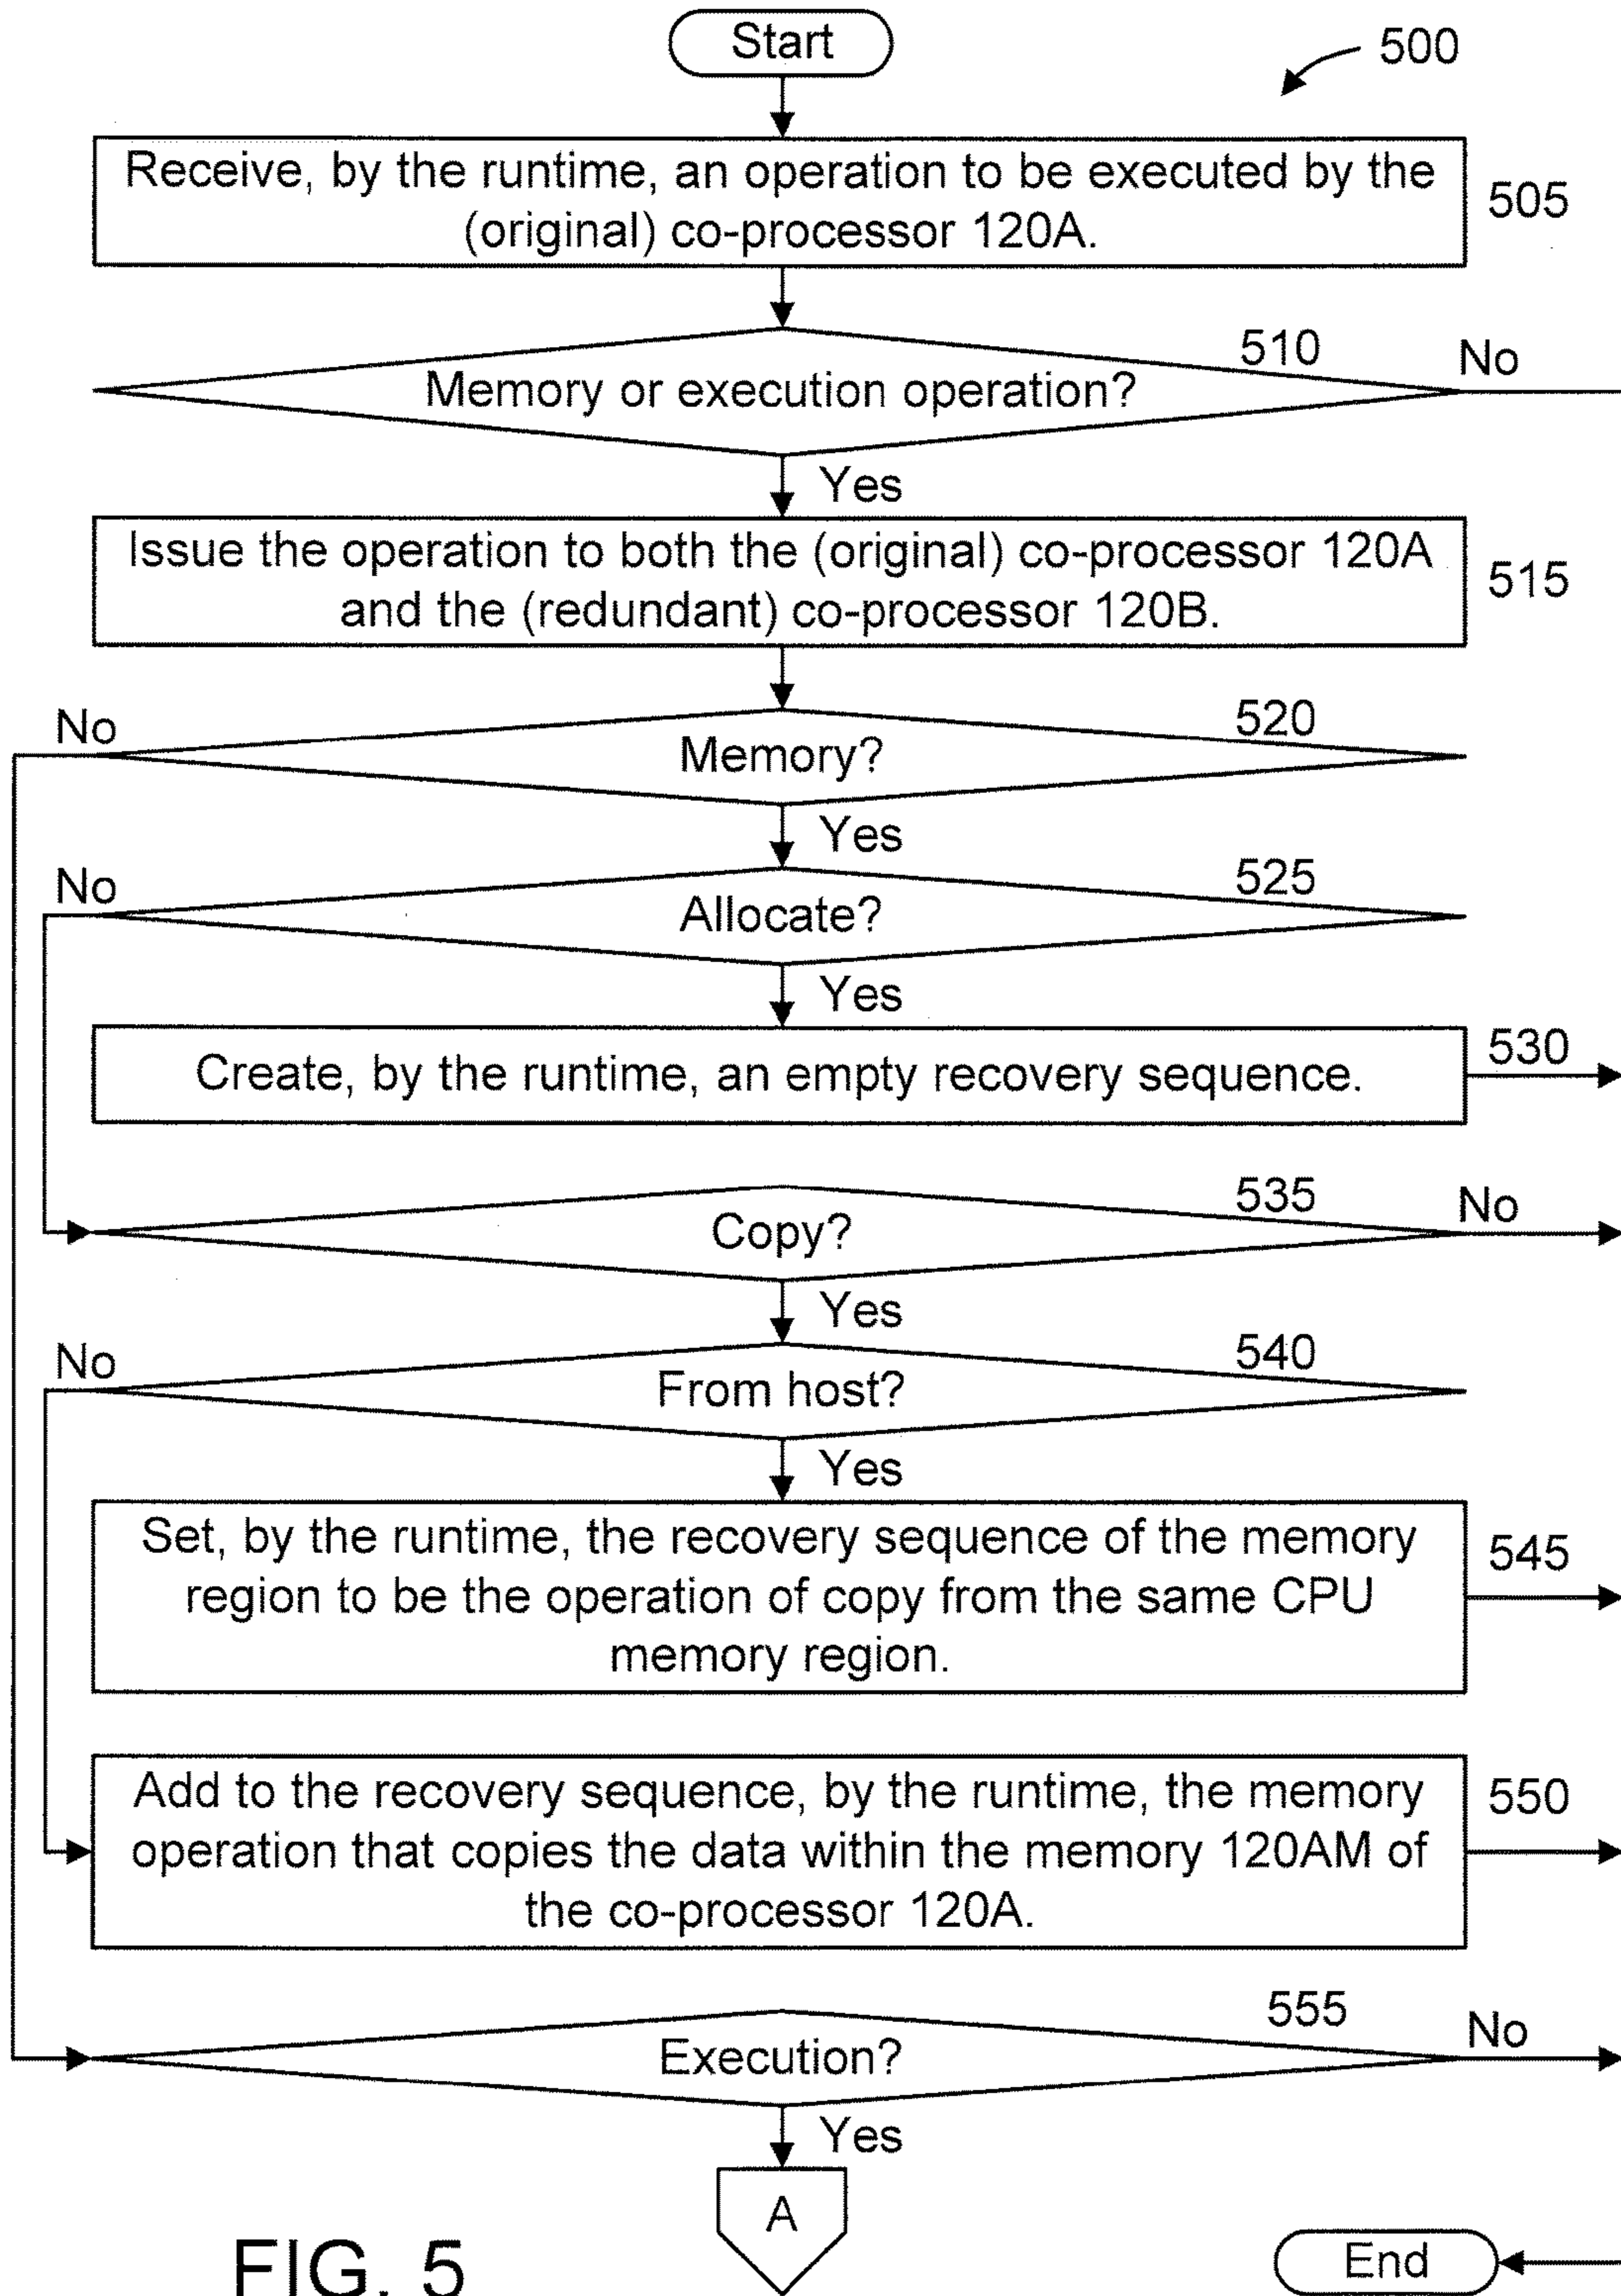 Start
500
Receive, by the runtime, an operation to be executed by the
(original) co-processor 120A.
505
510
No
Memory or execution operation?
Yes
Issue the operation to both the (original) co-processor 120A
and the (redundant) co-processor 120B.
515
No
520
Memory?
Yes
No
525
Allocate?
Yes
Create, by the runtime, an empty recovery sequence.
530
535
No
Copy?
Yes
No
540
From host?
Yes
Set, by the runtime, the recovery sequence of the memory
region to be the operation of copy from the same CPU
memory region.
545
Add to the recovery sequence, by the runtime, the memory
operation that copies the data within the memory 120AM of
the co-processor 120A.
550
555
No
Execution?
Yes
A
FIG. 5
End